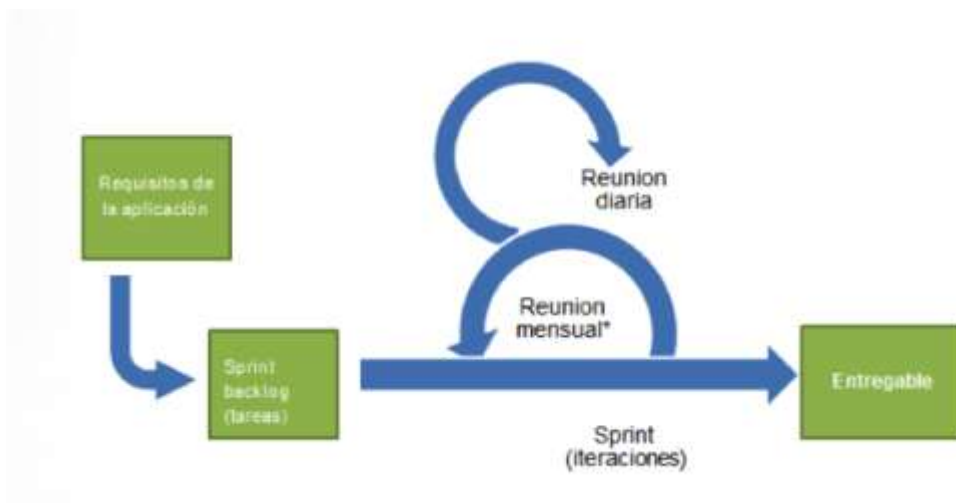 Requisitos de
la aplicación
Reunion
diaria
Reunion
mensual*
Sprint
backlog
(tareas)
Entregable
Sprint
(iteraciones)